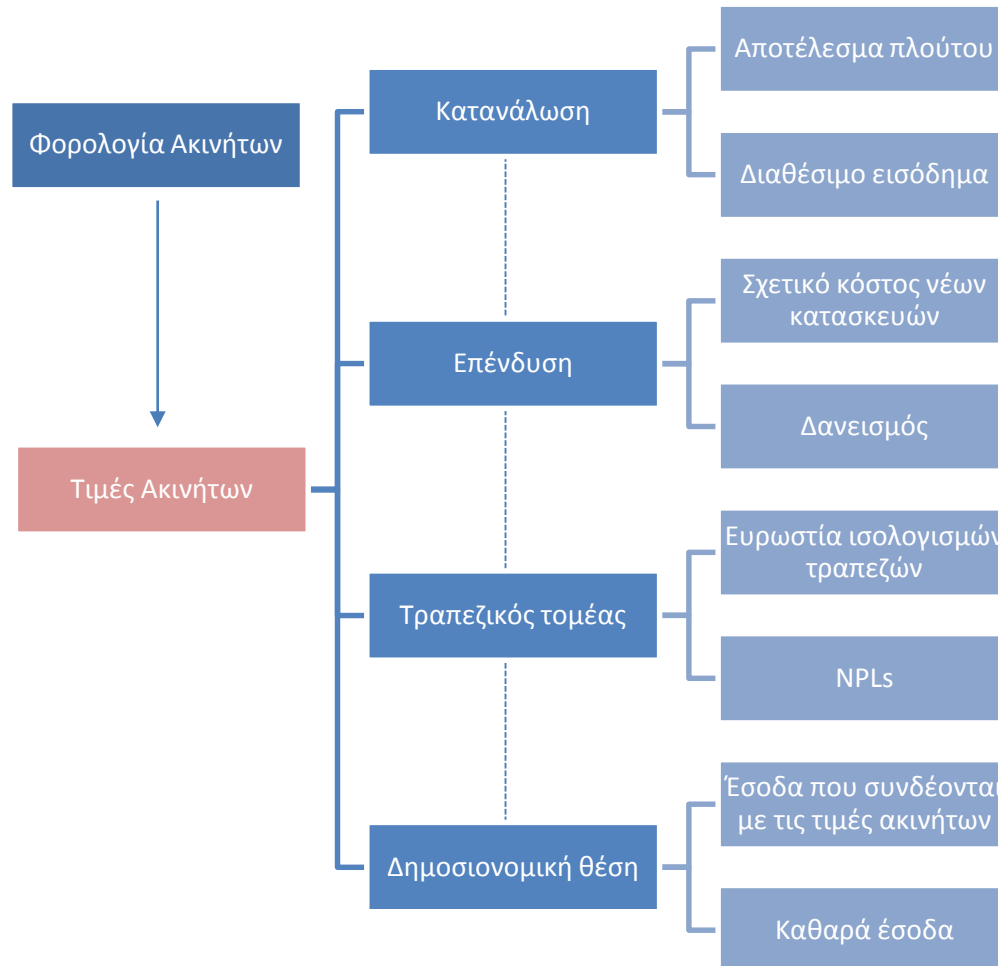 Φορολογία Ακινήτων
Τιμές Ακινήτων
Κατανάλωση
Αποτέλεσμα πλούτου
Διαθέσιμο εισόδημα
Επένδυση
Σχετικό κόστος νέων
κατασκευών
Δανεισμός
Τραπεζικός τομέας
Ευρωστία ισολογισμών
τραπεζών
NPLs
Δημοσιονομική θέση
Έσοδα που συνδέονται
με τις τιμές ακινήτων
Καθαρά έσοδα